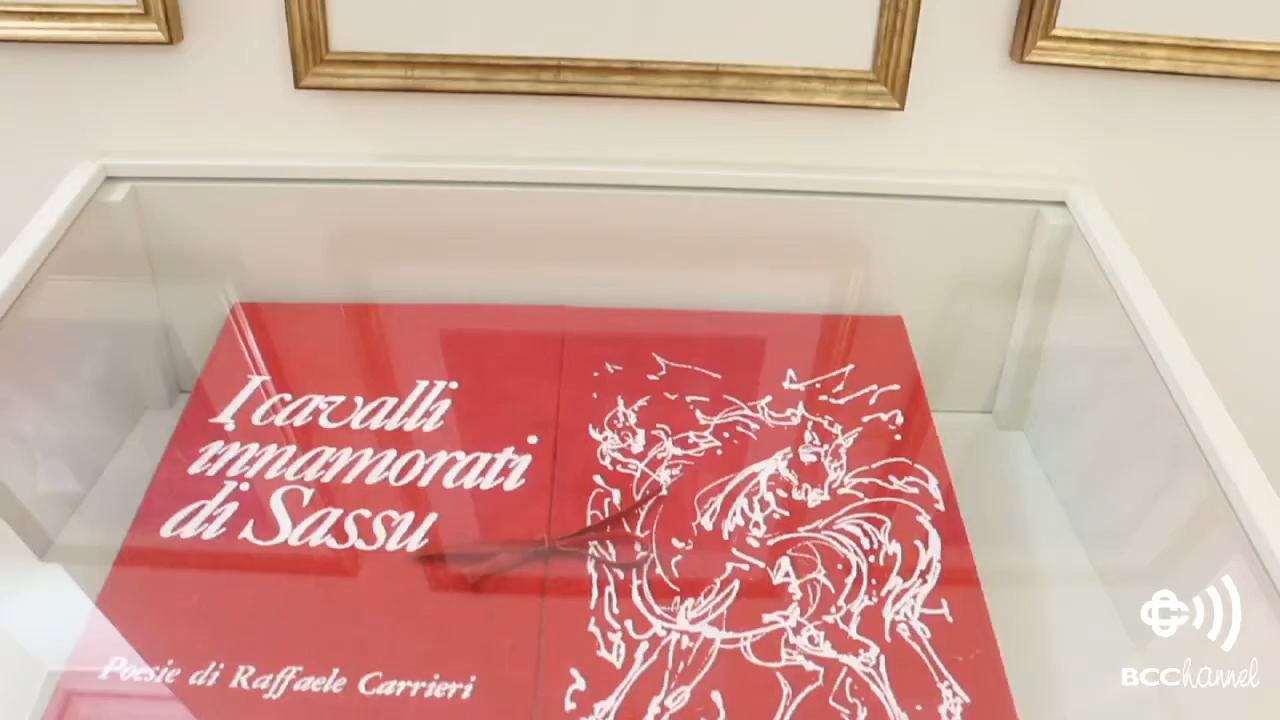 I cavalli
innamorati
di Sassu
Poesie di Raffaele Carrieri
BCChannel